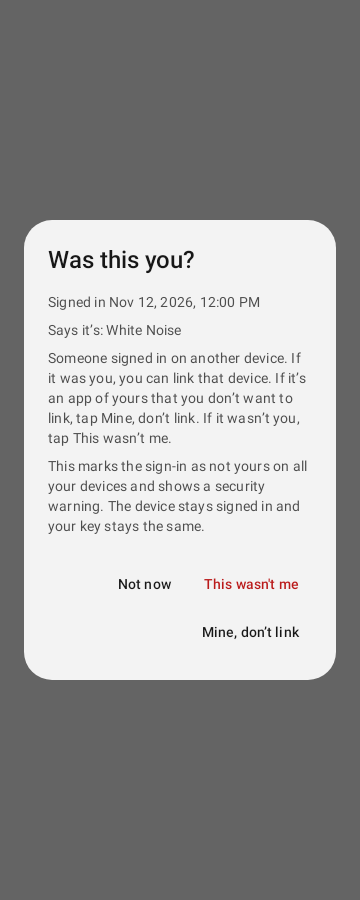 Was this you?
Signed in Nov 12, 2026, 12:00 PM
Says it’s: White Noise
Someone signed in on another device. If
it was you, you can link that device. If it’s
an app of yours that you don’t want to
link, tap Mine, don’t link. If it wasn’t you,
tap This wasn’t me.
This marks the sign-in as not yours on all
your devices and shows a security
warning. The device stays signed in and
your key stays the same.
Not now
This wasn't me
Mine, don’t link